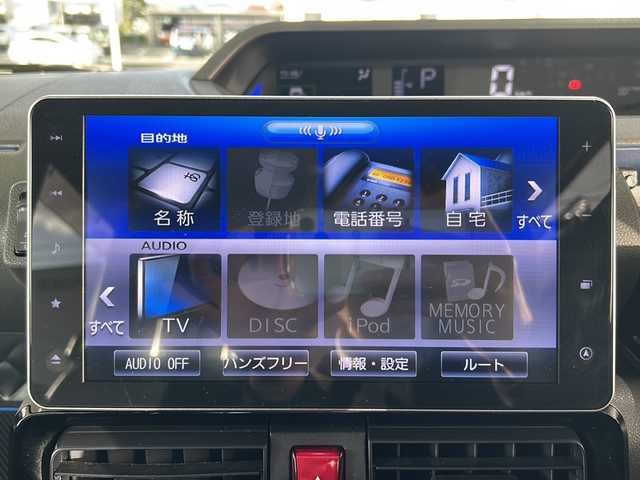 P 0
目的地
名称 登録地 電話番号 自宅 すべて
AUDIO
すべて TV DISC iPod MEMORY MUSIC
AUDIO OFF ハンズフリー 情報・設定 ルート